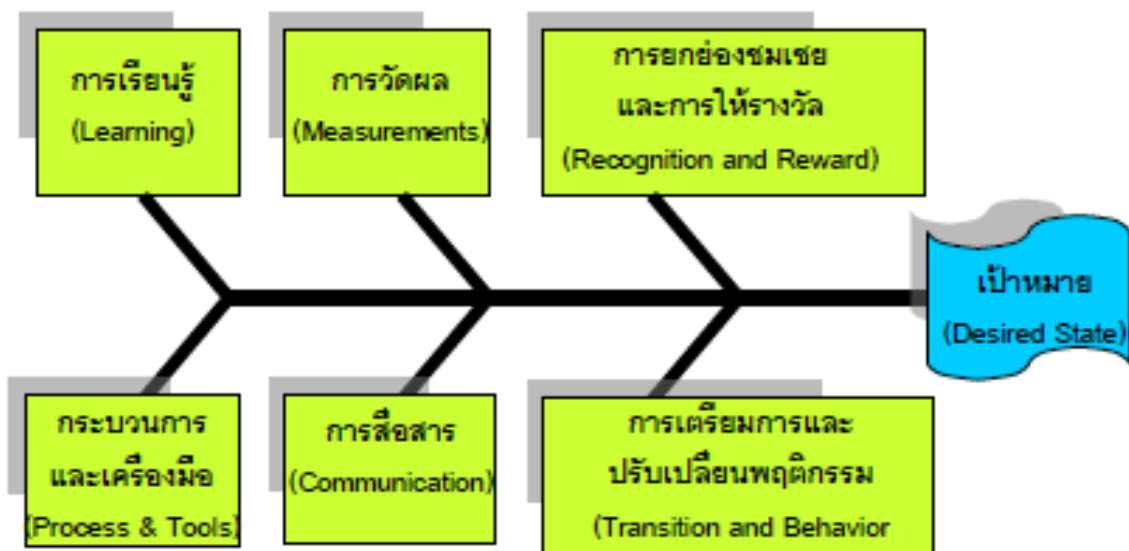 การเรียนรู้
(Learning)
การวัดผล
(Measurements)
การยกย่องชมเชย
และการให้รางวัล
(Recognition and Reward)
เป้าหมาย
(Desired State)
กระบวนการ
และเครื่องมือ
(Process & Tools)
การสื่อสาร
(Communication)
การเตรียมการและ
ปรับเปลี่ยนพฤติกรรม
(Transition and Behavior